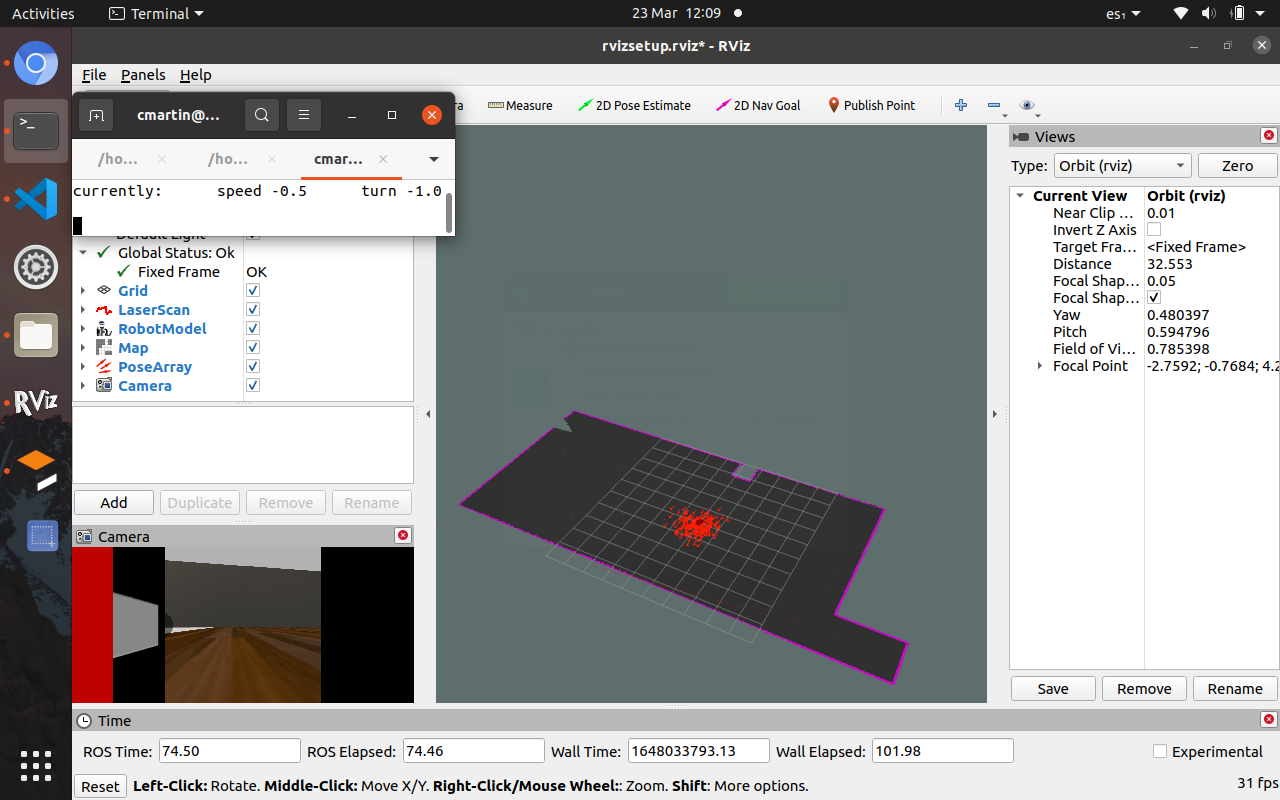 Activities
Terminal
23 Mar 12:09
es₁
rvizsetup.rviz* - RViz
File Panels Help
Measure
2D Pose Estimate
2D Nav Goal
Publish Point
cmartin@...
/ho...
/ho...
cmar...
currently: speed -0.5 turn -1.0
>_
Global Status: Ok
Fixed Frame OK
Grid
LaserScan
RobotModel
Map
PoseArray
Camera
RViz
Add Duplicate Remove Rename
Camera
Views
Type: Orbit (rviz) Zero
Current View Orbit (rviz)
Near Clip ... 0.01
Invert Z Axis
Target Fra... <Fixed Frame>
Distance 32.553
Focal Shap... 0.05
Focal Shap...
Yaw 0.480397
Pitch 0.594796
Field of Vi... 0.785398
Focal Point -2.7592; -0.7684; 4.2
Save Remove Rename
Time
ROS Time: 74.50 ROS Elapsed: 74.46 Wall Time: 1648033793.13 Wall Elapsed: 101.98 Experimental
Reset Left-Click: Rotate. Middle-Click: Move X/Y. Right-Click/Mouse Wheel:: Zoom. Shift: More options. 31 fps